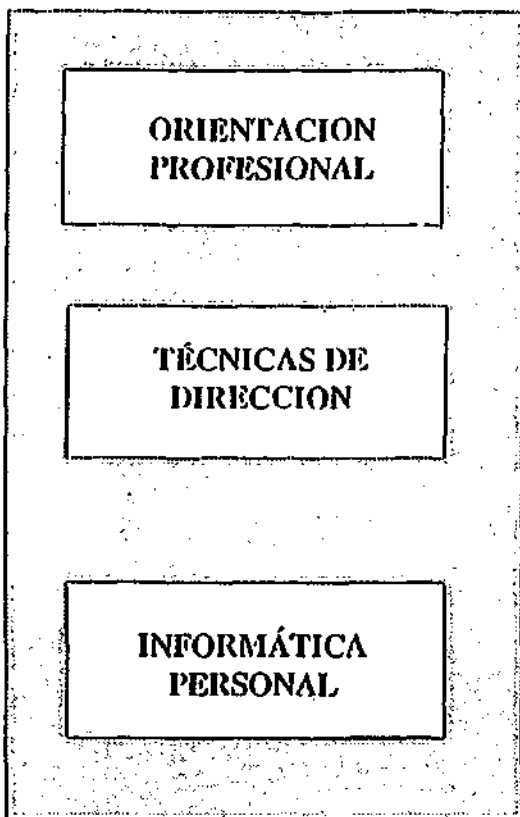 ORIENTACION
PROFESIONAL
TÉCNICAS DE
DIRECCION
INFORMÁTICA
PERSONAL